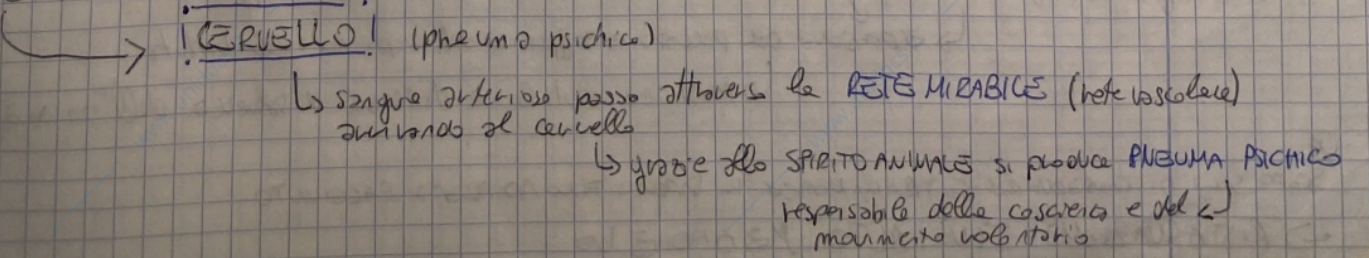 ¡CERVELLO! (pneuma psichico)
↳ sangue arterioso passa attraverso la RETE MIRABILE (rete vascolare)
arrivando al cervello
↳ grazie allo SPIRITO ANIMALE si produce PNEUMA PSICHICO
responsabile della coscienza e del
movimento volontario